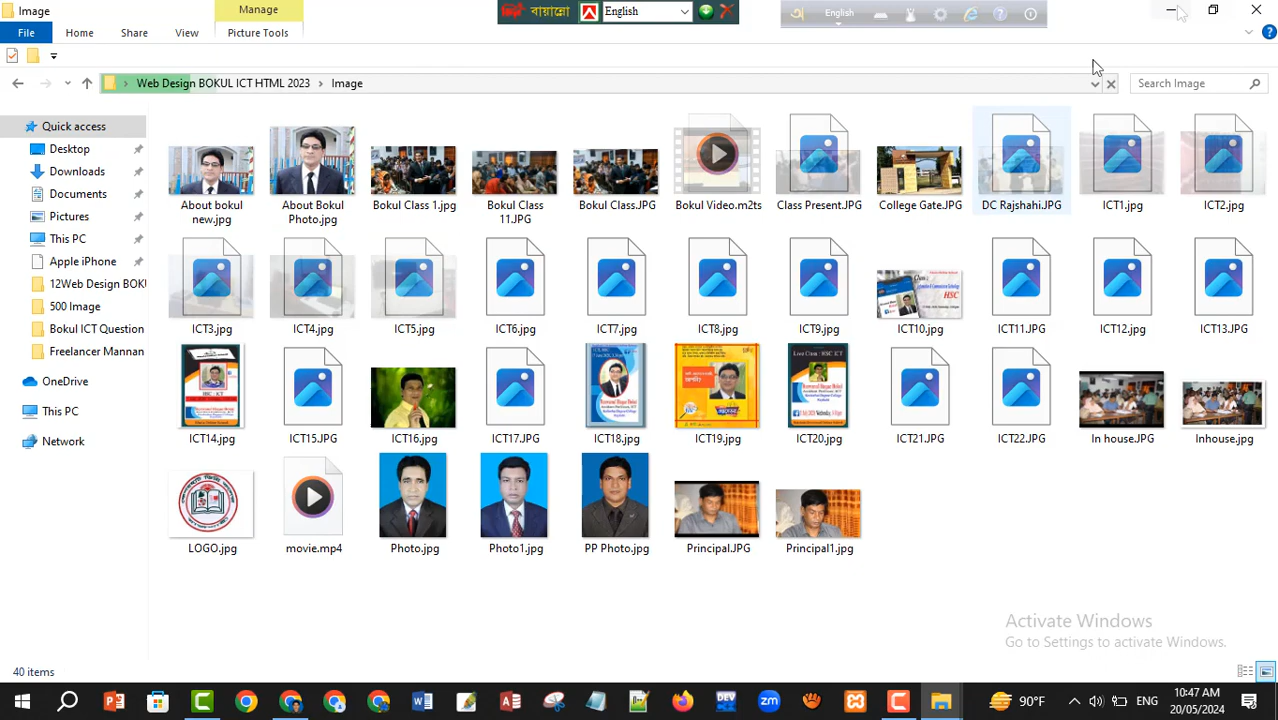 Image
Manage
বায়ান্নো
English
English
File
Home
Share
View
Picture Tools
Web Design BOKUL ICT HTML 2023 › Image
Search Image
Quick access
Desktop
Downloads
Documents
Pictures
This PC
Apple iPhone
12Web Design BOKU
500 Image
Bokul ICT Question
Freelancer Mannan
OneDrive
This PC
Network
About bokul new.jpg
About Bokul Photo.jpg
Bokul Class 1.jpg
Bokul Class 11.JPG
Bokul Class.JPG
Bokul Video.m2ts
Class Present.JPG
College Gate.JPG
DC Rajshahi.JPG
ICT1.jpg
ICT2.jpg
ICT3.jpg
ICT4.jpg
ICT5.jpg
ICT6.jpg
ICT7.jpg
ICT8.jpg
ICT9.jpg
ICT10.jpg
ICT11.JPG
ICT12.jpg
ICT13.JPG
ICT14.jpg
ICT15.JPG
ICT16.jpg
ICT17.JPG
ICT18.jpg
ICT19.jpg
ICT20.jpg
ICT21.JPG
ICT22.JPG
In house.JPG
Inhouse.jpg
LOGO.jpg
movie.mp4
Photo.jpg
Photo1.jpg
PP Photo.jpg
Principal.JPG
Principal1.jpg
Activate Windows
Go to Settings to activate Windows.
40 items
90°F
ENG
10:47 AM
20/05/2024